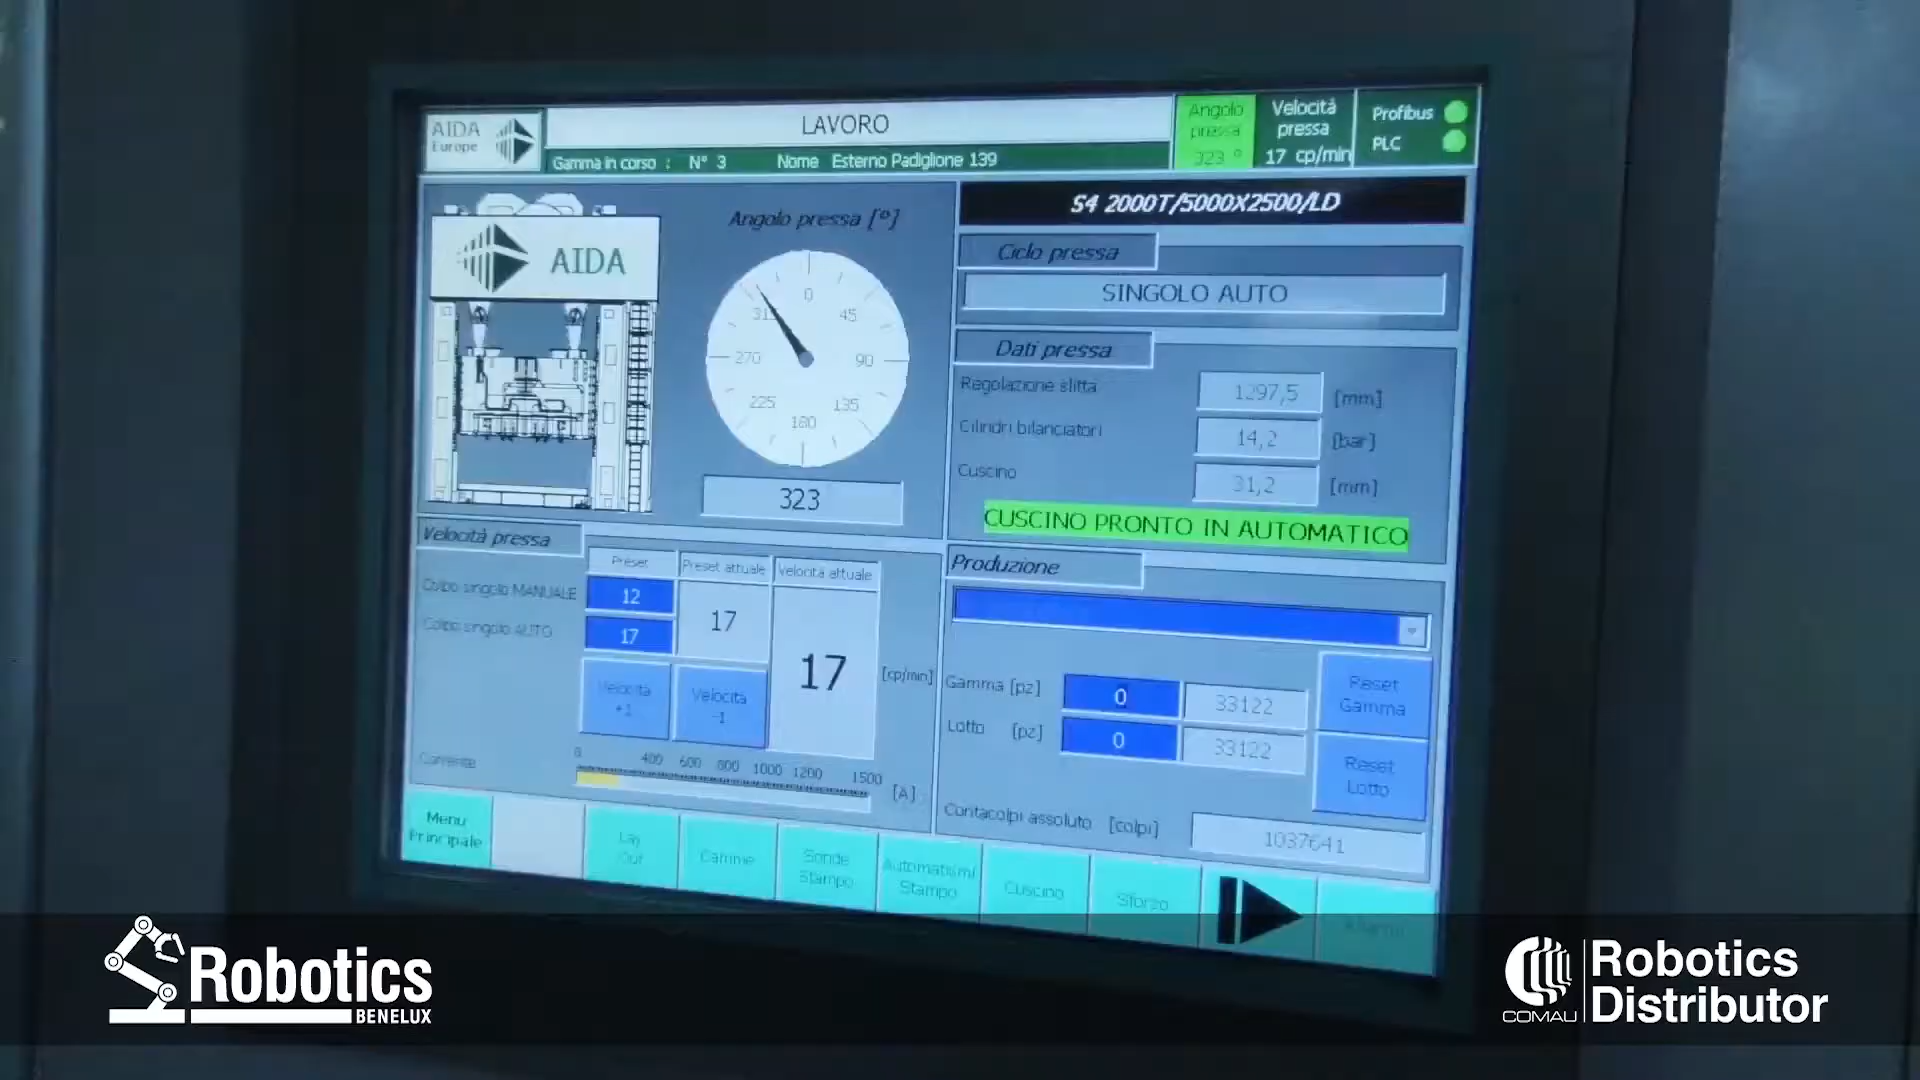 AIDA
Europe
LAVORO
Gamma in corso : N° 3 Nome Esterno Padiglione 139
Angolo
pressa
323 °
Velocità
pressa
17 cp/min
Profibus
PLC
AIDA
Angolo pressa [°]
0
45
90
135
180
225
270
323
S4 2000T/5000X2500/LD
Ciclo pressa
SINGOLO AUTO
Dati pressa
Regolazione slitta 1297,5 [mm]
Cilindri bilanciatori 14,2 [bar]
Cuscino 31,2 [mm]
CUSCINO PRONTO IN AUTOMATICO
Velocità pressa
Preset Preset attuale Velocità attuale
Colpo singolo MANUALE 12
Colpo singolo AUTO 17
17
17 [cp/min]
Velocità
+1
Velocità
-1
Corrente
0 400 600 800 1000 1200 1500 [A]
Produzione
Gamma [pz] 0 33122
Lotto [pz] 0 33122
Reset
Gamma
Reset
Lotto
Contacolpi assoluto [colpi] 1037641
Menu
Principale
Lay
Out
Camme
Sonde
Stampo
Automatismi
Stampo
Cuscino
Sforzo
Robotics
BENELUX
COMAU
Robotics
Distributor